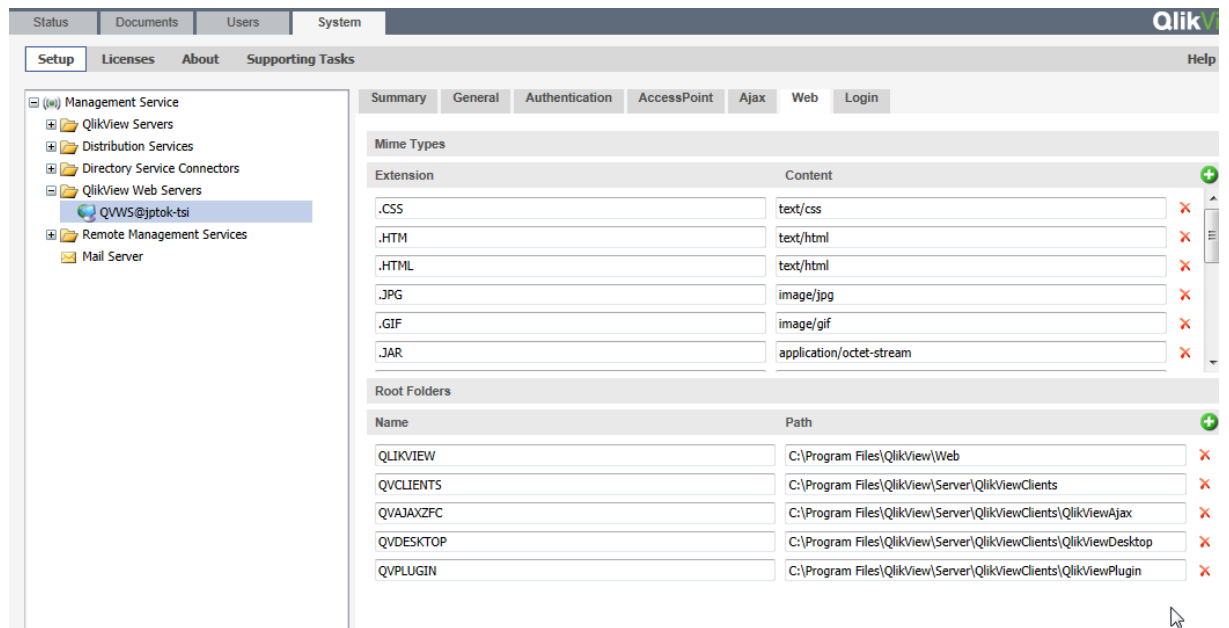 Status Documents Users System QlikVi
Setup Licenses About Supporting Tasks Help
Management Service
QlikView Servers
Distribution Services
Directory Service Connectors
QlikView Web Servers
QVWS@jptok-tsi
Remote Management Services
Mail Server
Summary General Authentication AccessPoint Ajax Web Login
Mime Types
Extension Content
.CSS text/css
.HTM text/html
.HTML text/html
.JPG image/jpg
.GIF image/gif
.JAR application/octet-stream
Root Folders
Name Path
QLIKVIEW C:\Program Files\QlikView\Web
QVCLIENTS C:\Program Files\QlikView\Server\QlikViewClients
QVAJAXZFC C:\Program Files\QlikView\Server\QlikViewClients\QlikViewAjax
QVDESKTOP C:\Program Files\QlikView\Server\QlikViewClients\QlikViewDesktop
QVPLUGIN C:\Program Files\QlikView\Server\QlikViewClients\QlikViewPlugin